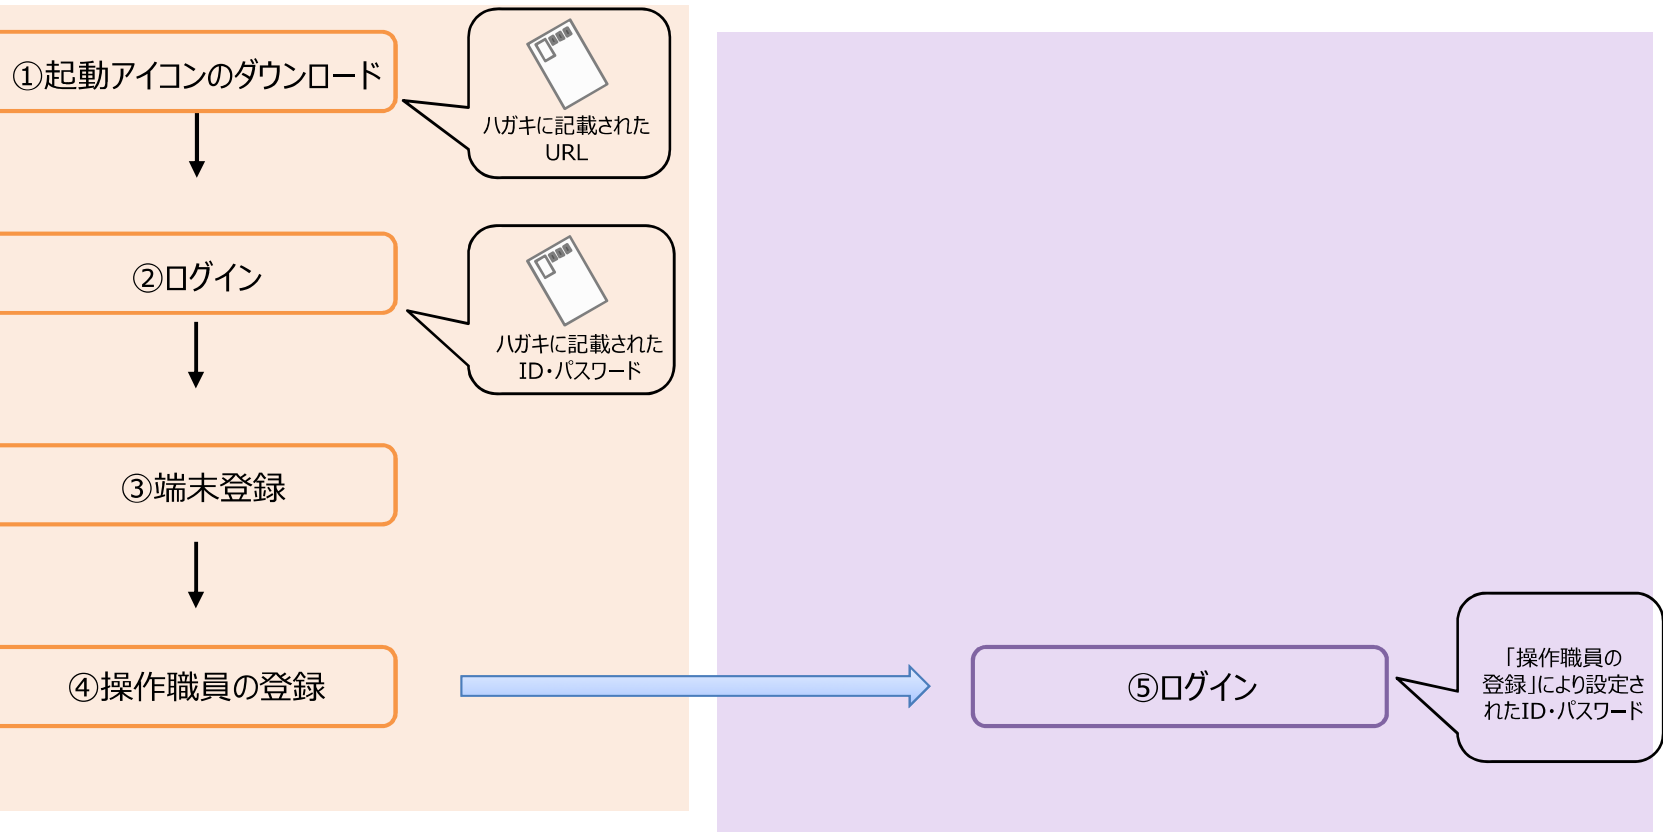 ①起動アイコンのダウンロード
ハガキに記載された
URL
②ログイン
ハガキに記載された
ID・パスワード
③端末登録
④操作職員の登録
⑤ログイン
「操作職員の
登録」により設定さ
れたID・パスワード